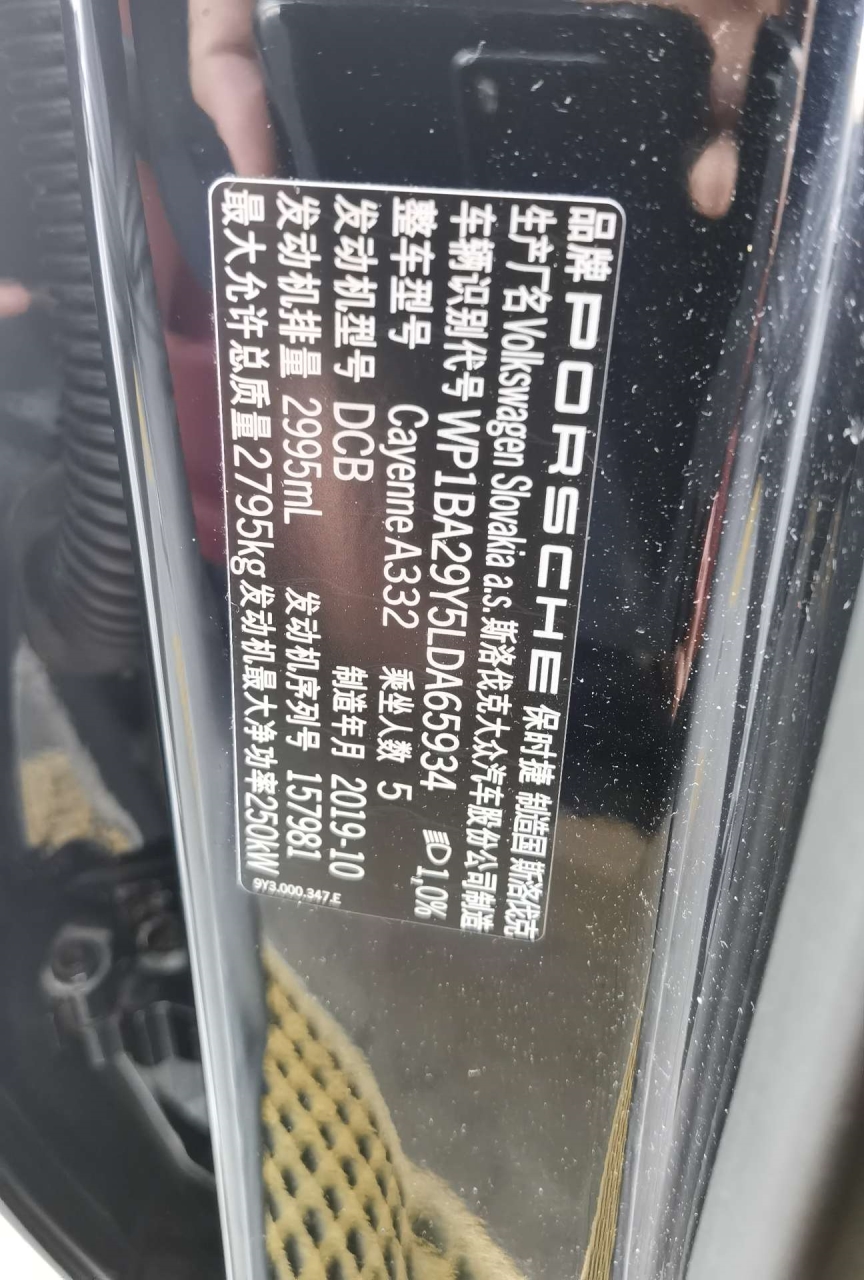 品牌 PORSCHE 保时捷 制造国 斯洛伐克
生产厂名 Volkswagen Slovakia a.s. 斯洛伐克大众汽车股份公司制造
车辆识别代号 WP1BA29Y5LDA65934 1,0%
整车型号 Cayenne A332 乘坐人数 5
发动机型号 DCB 制造年月 2019-10
发动机排量 2995mL 发动机序列号 157981
最大允许总质量 2795kg 发动机最大净功率 250kW
9Y3.000.347.E